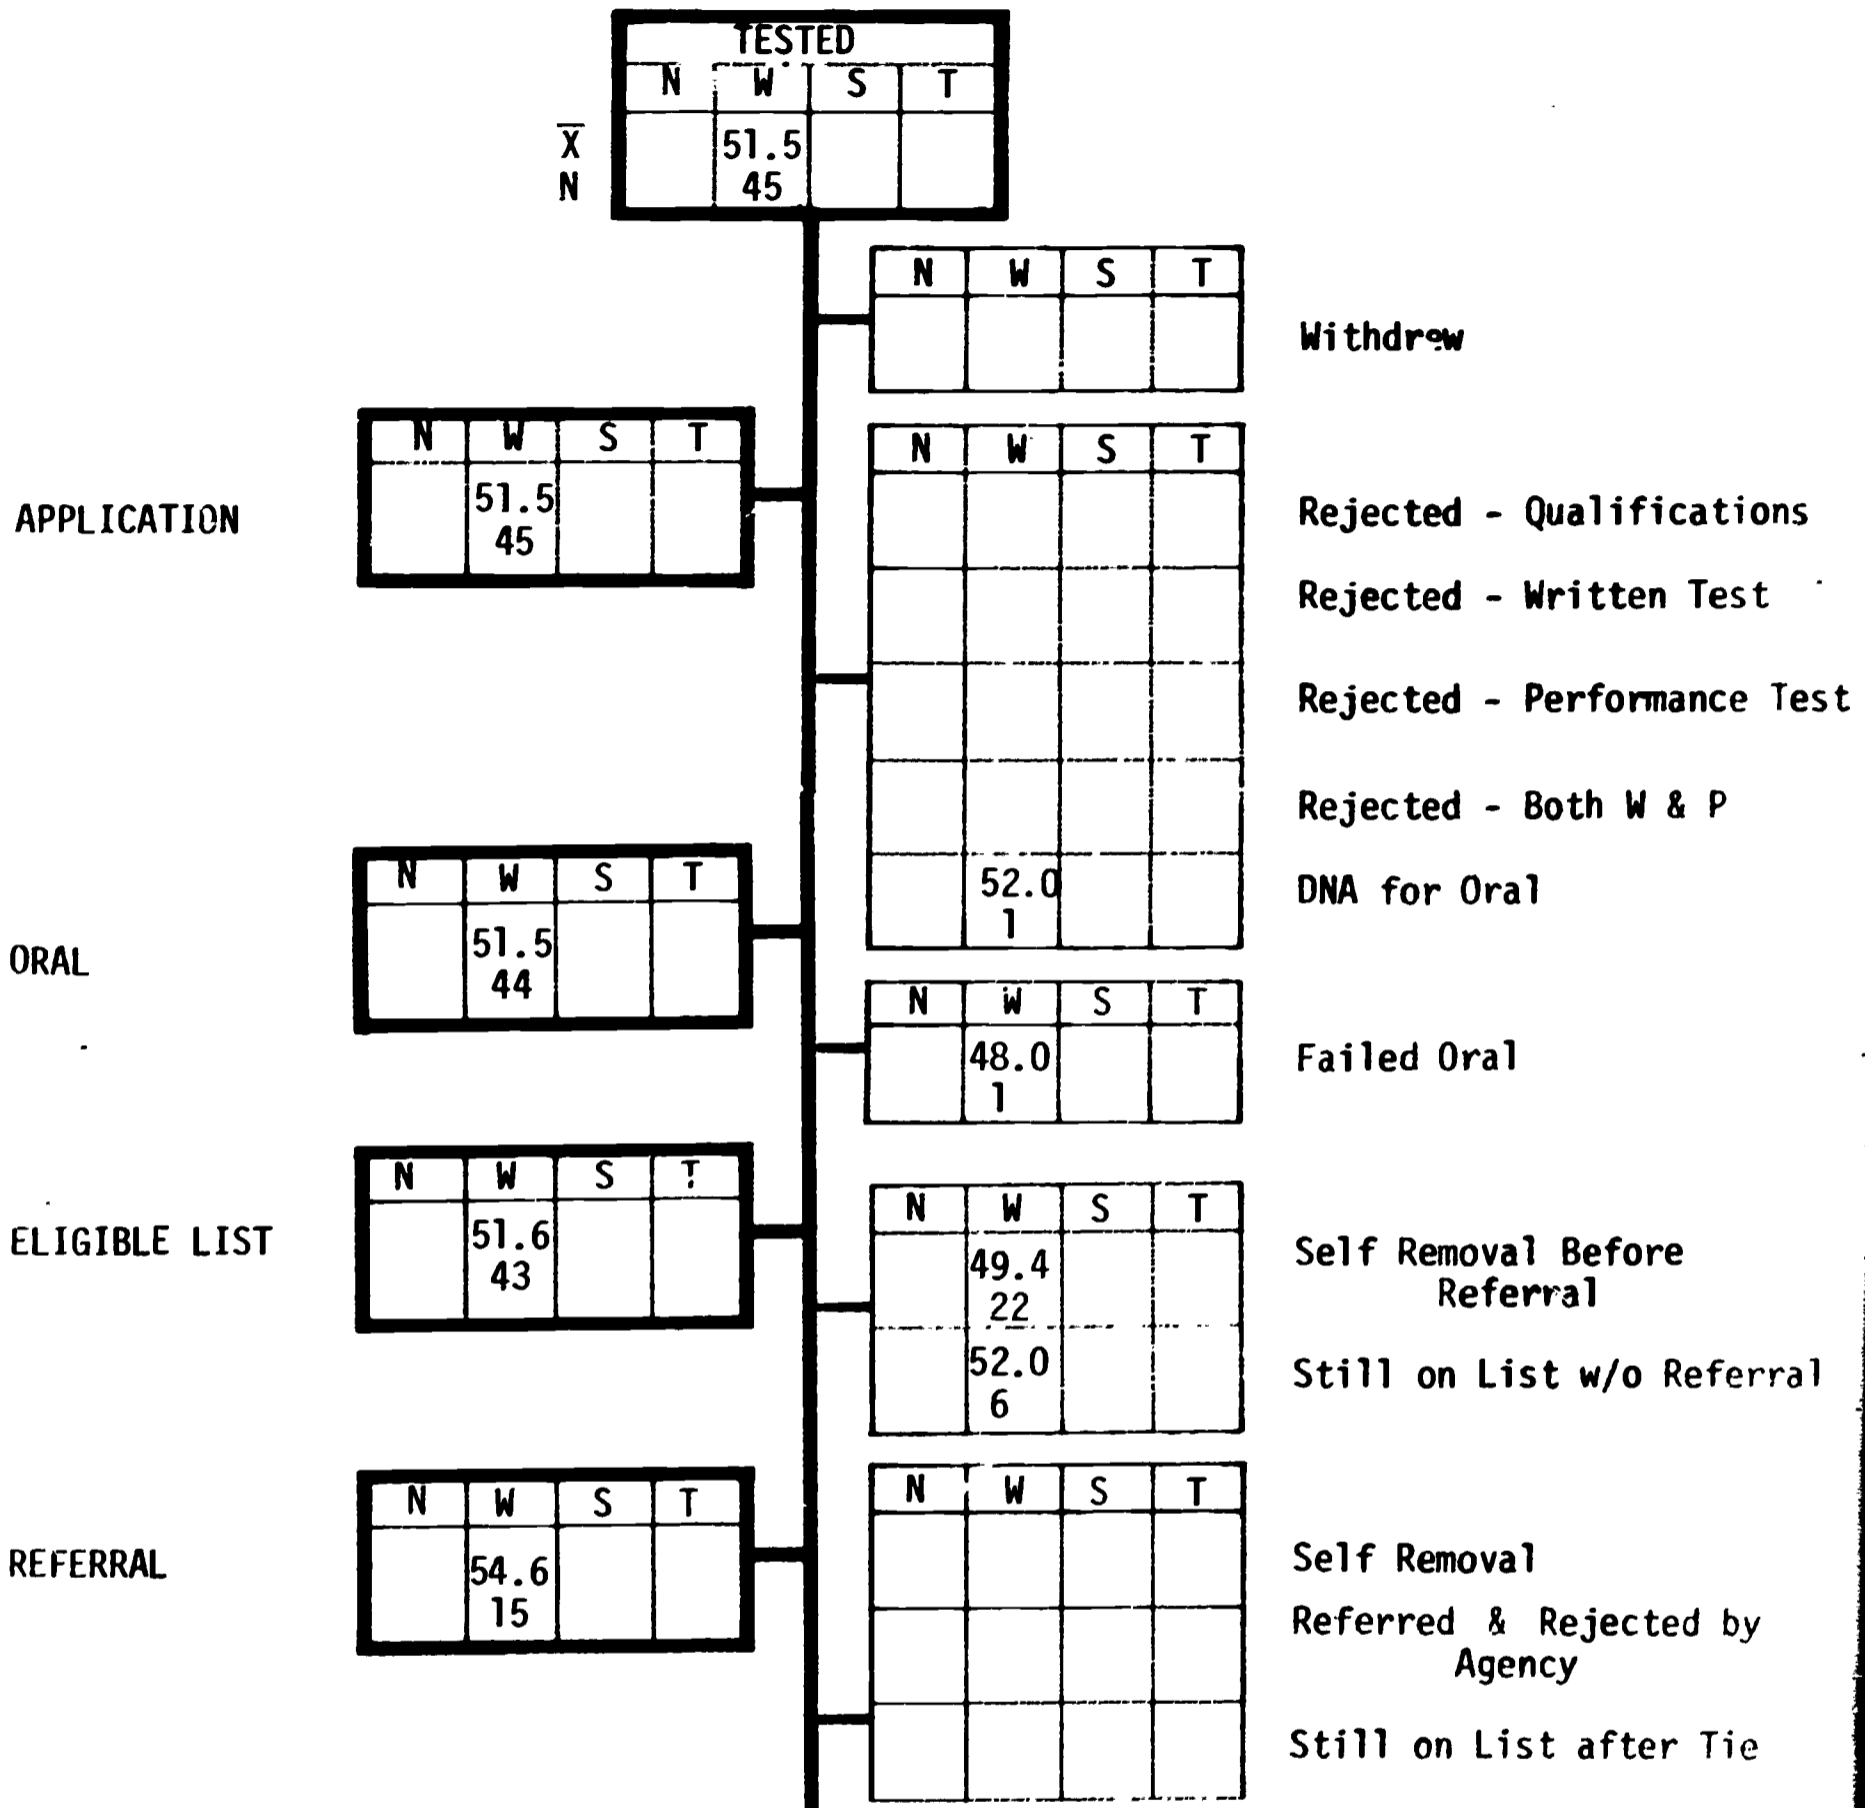 TESTED
N W S T
X̄ 51.5
N 45
N W S T
Withdrew
N W S T
APPLICATION 51.5
45
N W S T
Rejected - Qualifications
Rejected - Written Test
Rejected - Performance Test
Rejected - Both W & P
52.0 DNA for Oral
1
N W S T
ORAL 51.5
44
N W S T
48.0 Failed Oral
1
N W S T
ELIGIBLE LIST 51.6
43
N W S T
49.4 Self Removal Before
22 Referral
52.0 Still on List w/o Referral
6
N W S T
REFERRAL 54.6
15
N W S T
Self Removal
Referred & Rejected by
Agency
Still on List after Tie